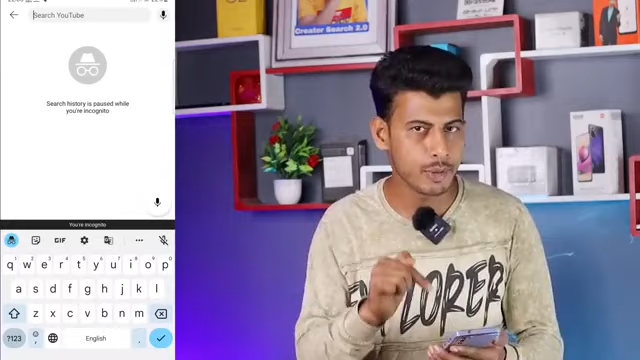 Search YouTube
Search history is paused while
you're incognito
You're incognito
GIF
q w e r t y u i o p
a s d f g h j k l
z x c v b n m
?123
English
.
Creator Search 2.0
EXPLORER